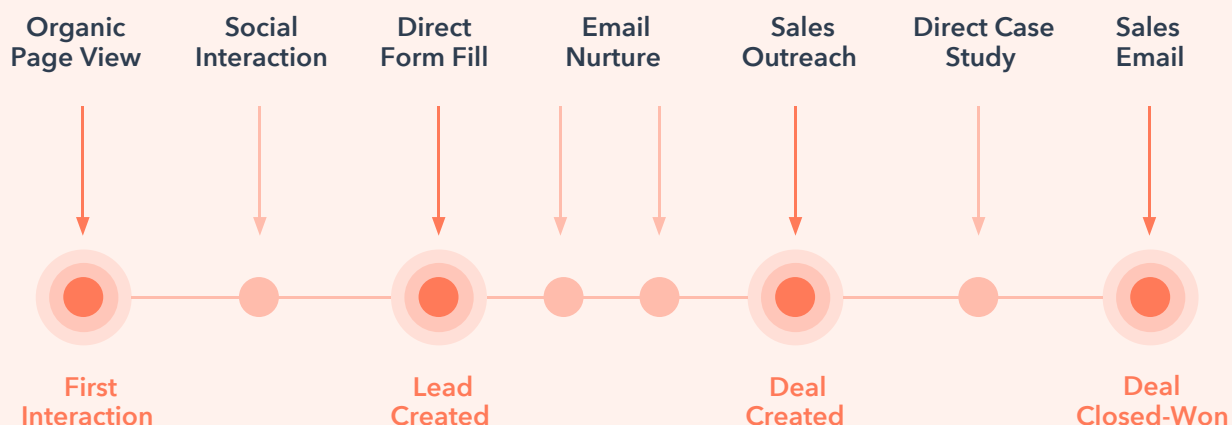 Organic
Page View
Social
Interaction
Direct
Form Fill
Email
Nurture
Sales
Outreach
Direct Case
Study
Sales
Email
First
Interaction
Lead
Created
Deal
Created
Deal
Closed-Won